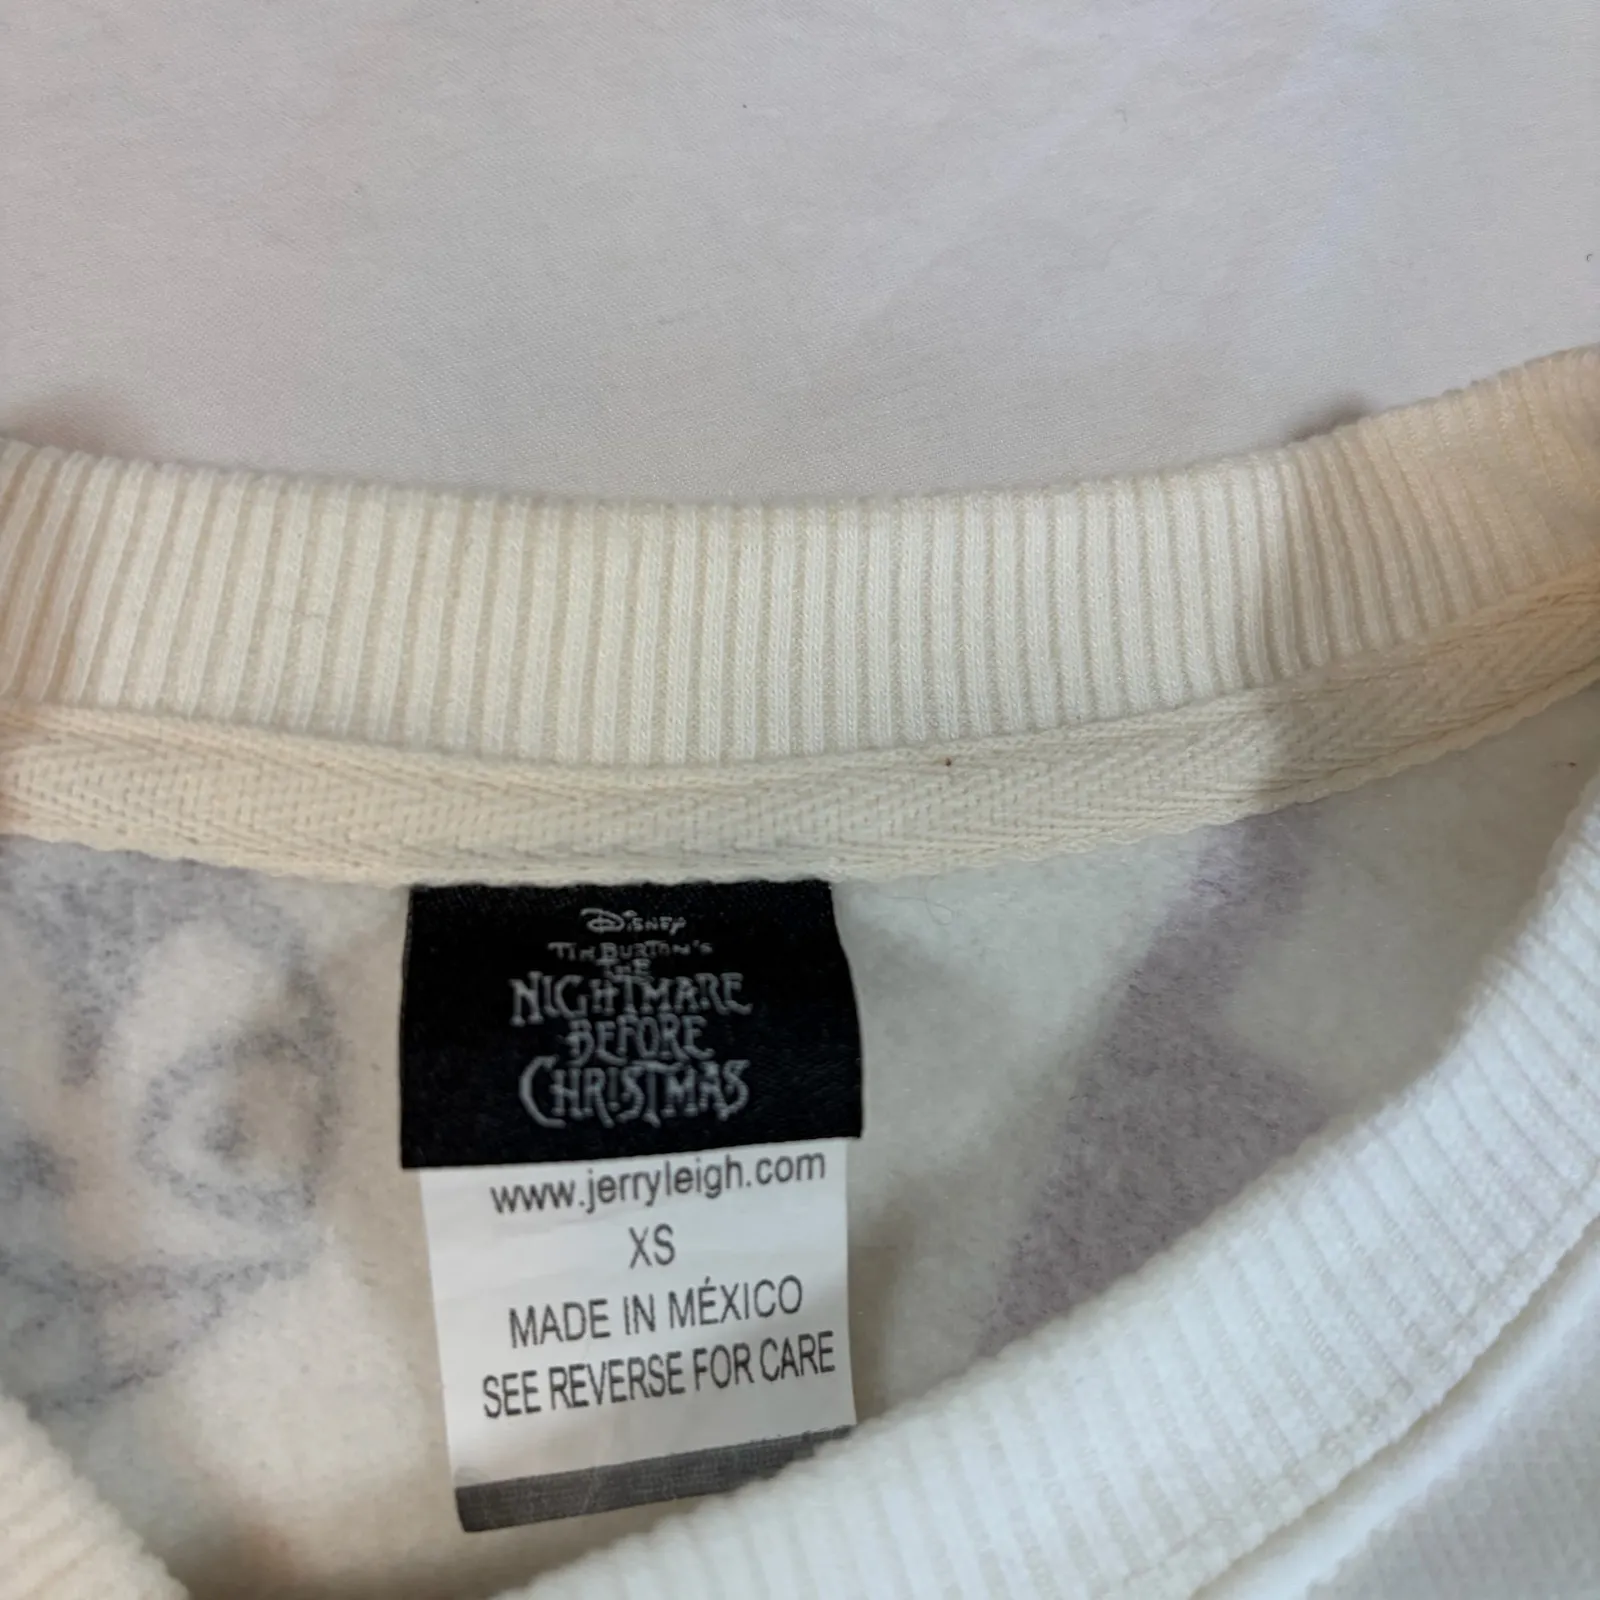 Disney
Tim Burton's
THE
NIGHTMARE
BEFORE
CHRISTMAS
www.jerryleigh.com
XS
MADE IN MÉXICO
SEE REVERSE FOR CARE